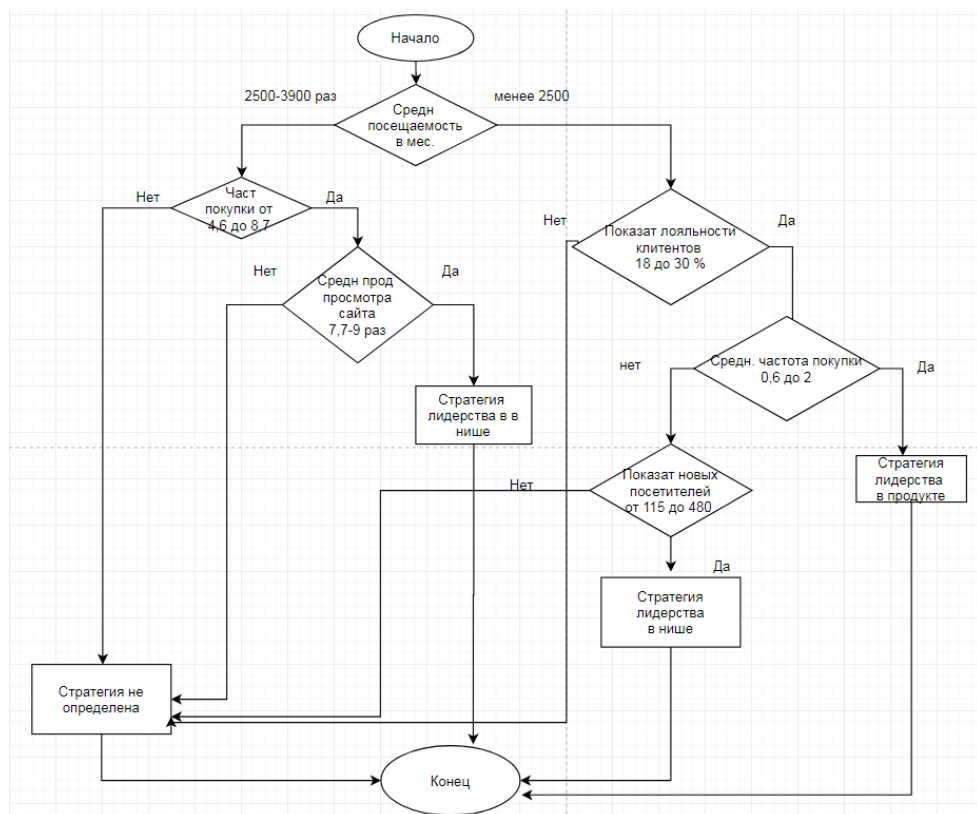 Начало
2500-3900 раз
менее 2500
Средн
посещаемость
в мес.
Нет
Част
покупки от
4,6 до 8,7
Да
Нет
Показат лояльности
клитентов
18 до 30 %
Да
Нет
Средн прод
просмотра
сайта
7,7-9 раз
Да
нет
Средн. частота покупки
0,6 до 2
Да
Стратегия
лидерства в в
нише
Нет
Показат новых
посетителей
от 115 до 480
Стратегия
лидерства
в продукте
Да
Стратегия
лидерства
в нише
Стратегия не
определена
Конец